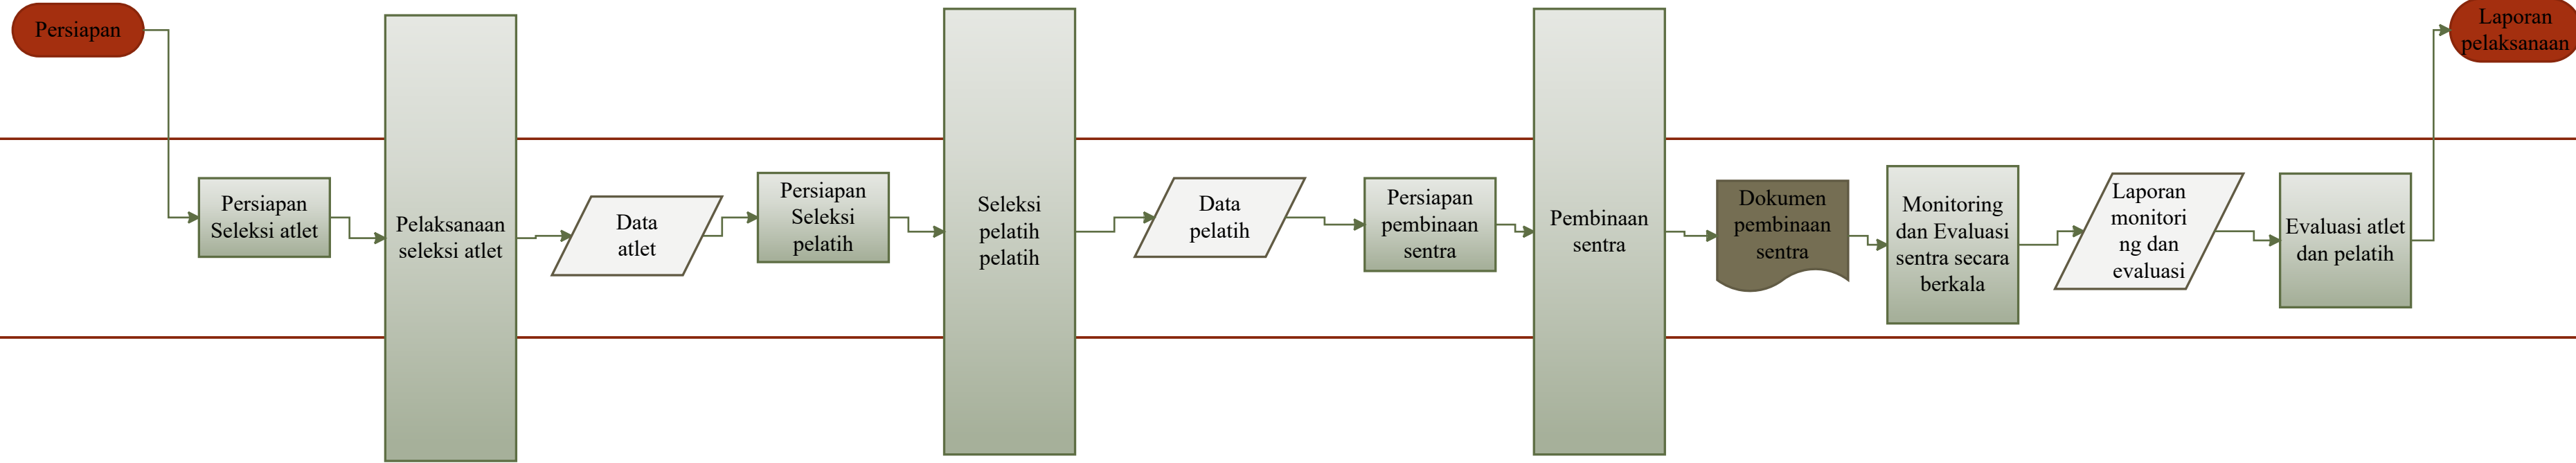 Persiapan
Persiapan
Seleksi atlet
Pelaksanaan
seleksi atlet
Data
atlet
Persiapan
Seleksi
pelatih
Seleksi
pelatih
pelatih
Data
pelatih
Persiapan
pembinaan
sentra
Pembinaan
sentra
Dokumen
pembinaan
sentra
Monitoring
dan Evaluasi
sentra secara
berkala
Laporan
monitori
ng dan
evaluasi
Evaluasi atlet
dan pelatih
Laporan
pelaksanaan